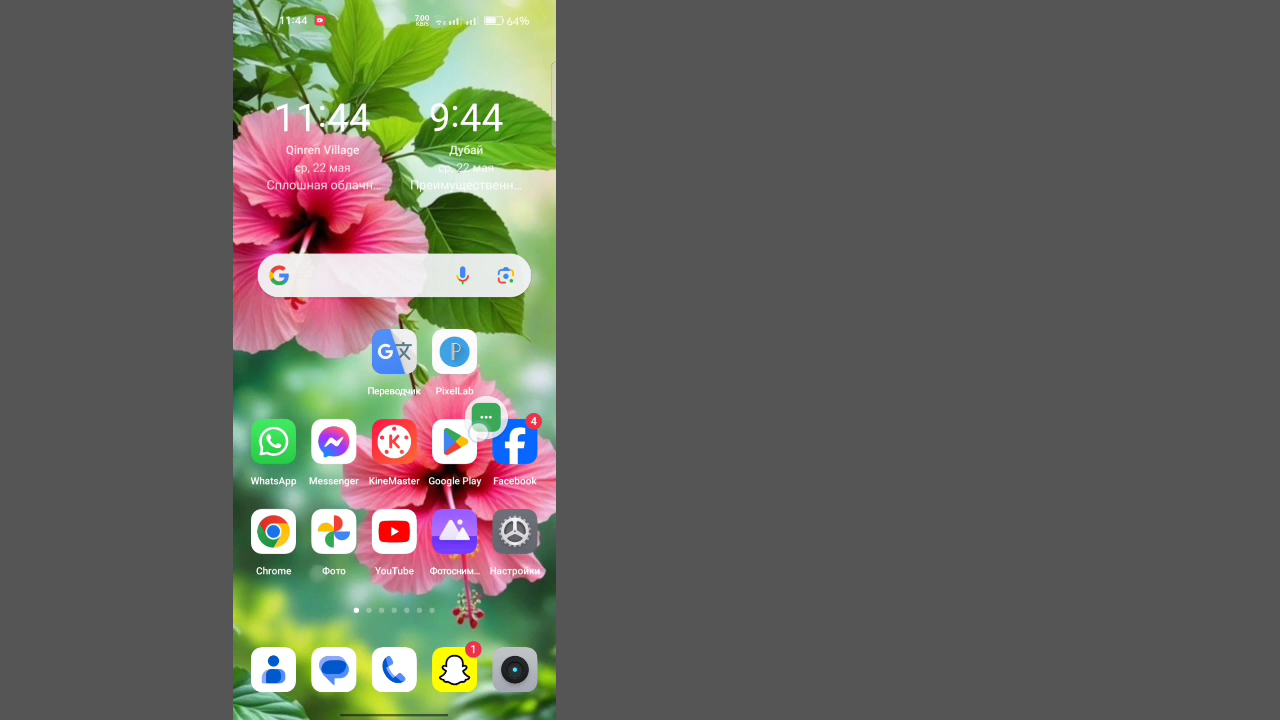 11:44
7.00 KB/S
64%
11:44 9:44
Qinren Village Дубай
ср, 22 мая ср, 22 мая
Сплошная облачн... Преимущественн...
Переводчик PixelLab
4
WhatsApp Messenger KineMaster Google Play Facebook
Chrome Фото YouTube Фотосним... Настройки
1